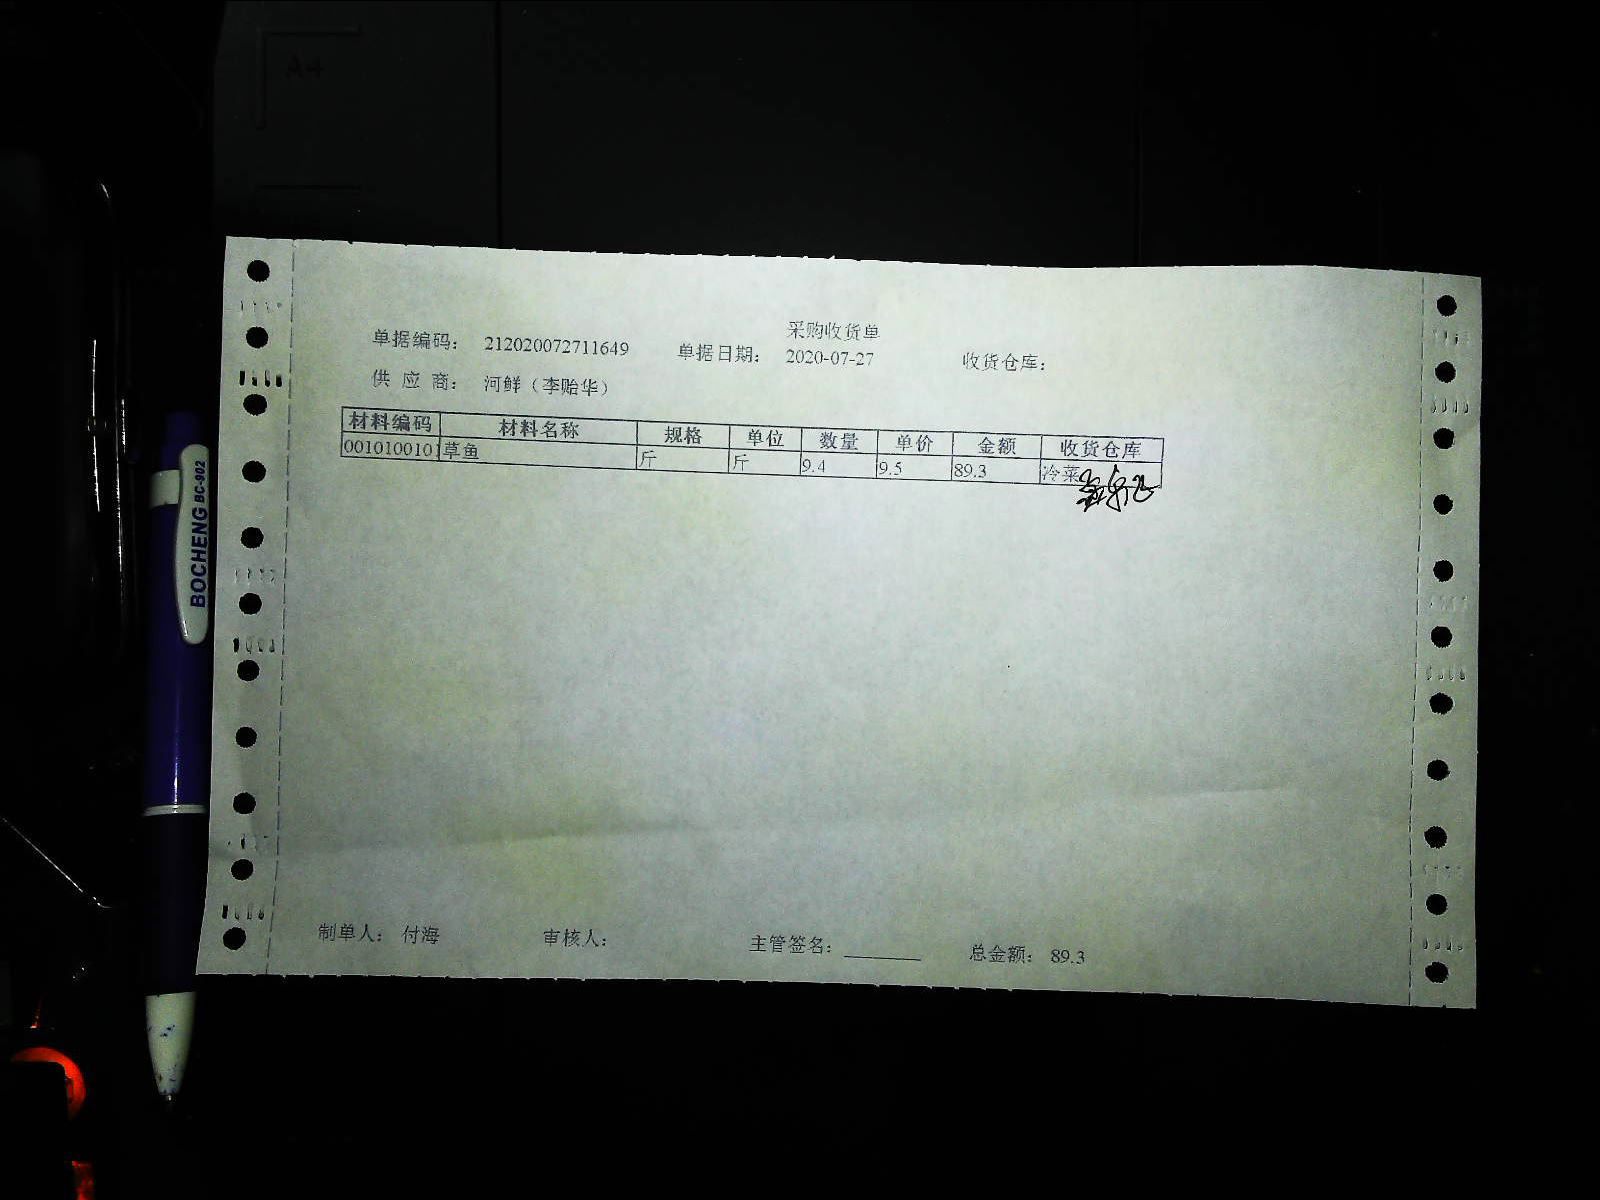 采购收货单
单据编码： 212020072711649 单据日期： 2020-07-27 收货仓库：
供 应 商： 河鲜（李贻华）
材料编码 材料名称 规格 单位 数量 单价 金额 收货仓库
0010100101 草鱼 斤 斤 9.4 9.5 89.3 冷菜
制单人： 付海 审核人： 主管签名： 总金额： 89.3
BOCHENG BC-902